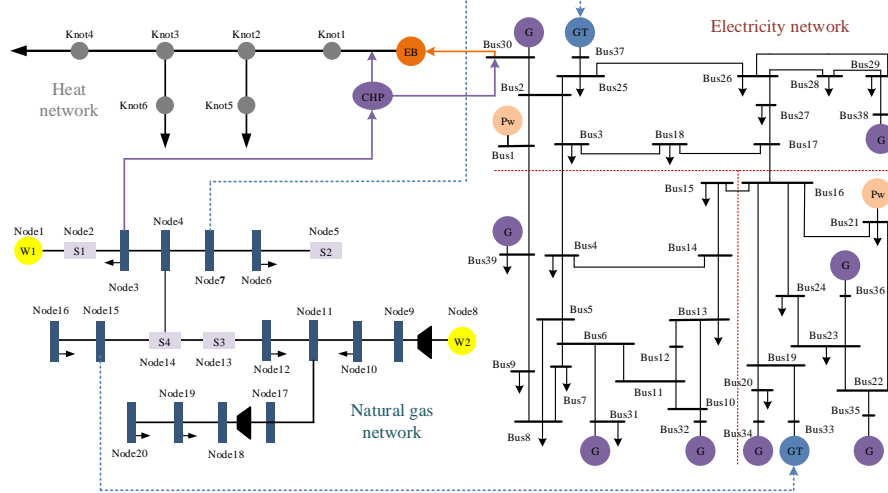 G
GT
Electricity network
Knot4
Knot3
Knot2
Knot1
EB
Bus30
Bus37
Bus29
Bus2
Bus25
Bus26
Bus28
Heat
network
CHP
Knot6
Knot5
Pw
Bus27
Bus38
Bus3
Bus18
Bus17
G
Bus1
Bus15
Bus16
Pw
Node4
Node1
Node2
Node5
G
Bus21
W1
S1
S2
Bus39
Bus4
Bus14
G
Node3
Node7
Node6
Bus36
Bus24
Node16
Node15
Node11
Node9
Node8
Bus5
Bus13
Bus6
Bus23
S4
S3
W2
Bus12
Bus19
Node14
Node13
Node12
Node10
Bus9
Bus20
Bus22
Node19
Node17
Natural gas
network
Bus7
Bus11
Bus10
Bus31
Bus35
Node20
Node18
Bus8
Bus32
Bus34
Bus33
G
G
G
GT
G